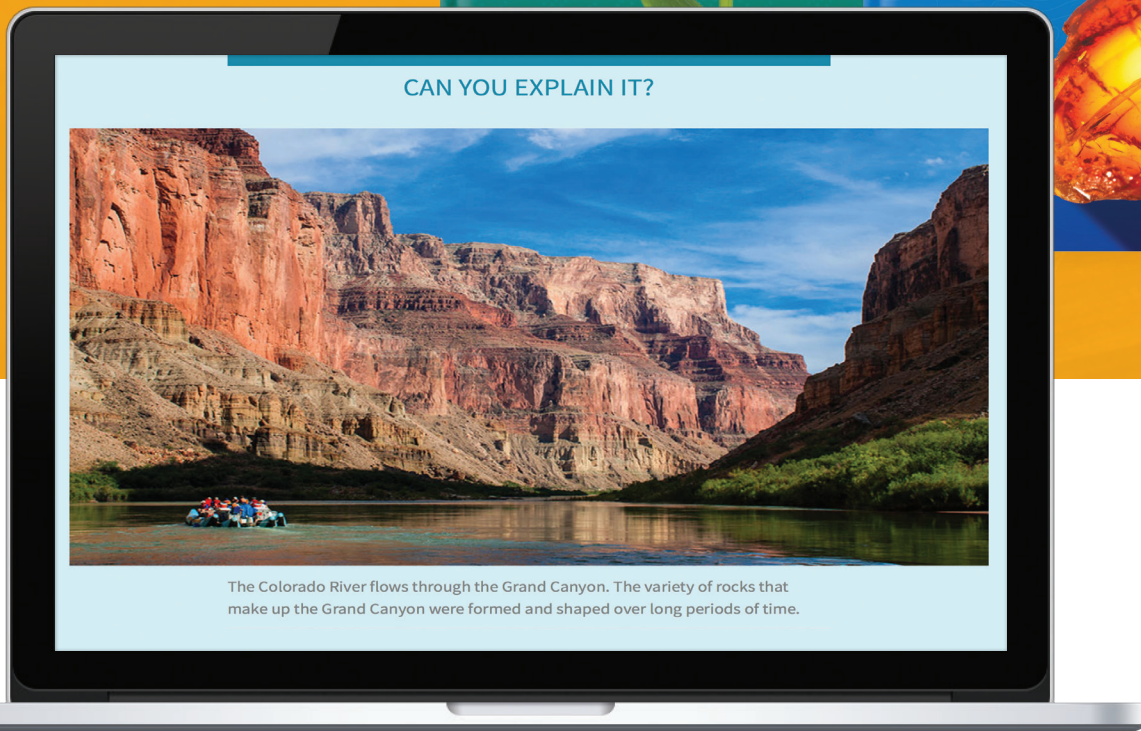 CAN YOU EXPLAIN IT?
The Colorado River flows through the Grand Canyon. The variety of rocks that
make up the Grand Canyon were formed and shaped over long periods of time.